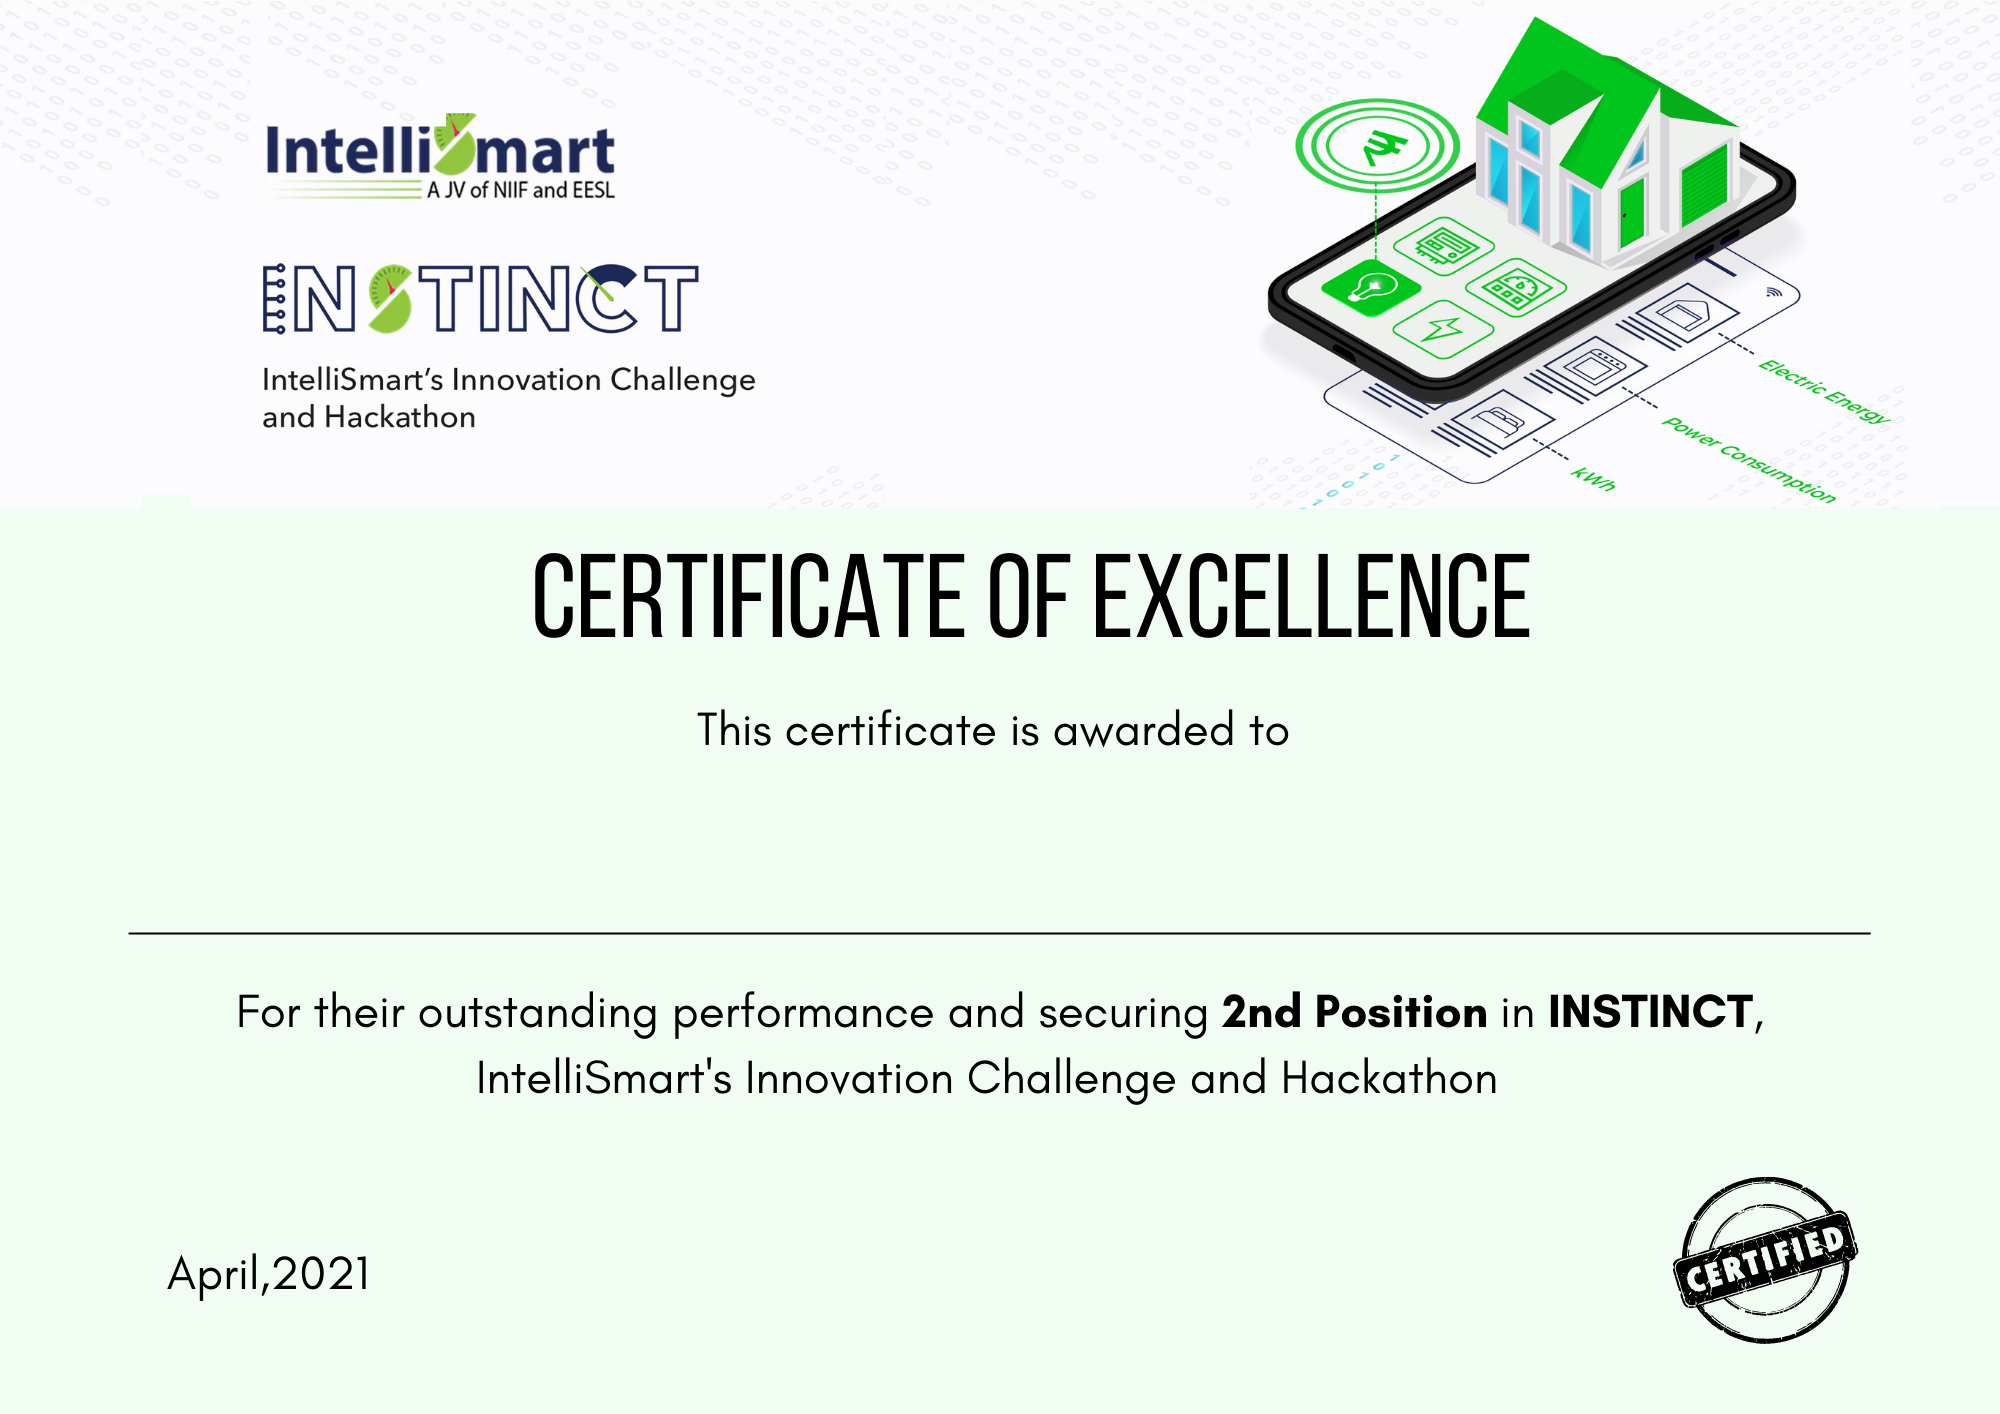 IntelliSmart
A JV of NIIF and EESL
INSTINCT
IntelliSmart's Innovation Challenge
and Hackathon
Electric Energy
Power Consumption
kWh
CERTIFICATE OF EXCELLENCE
This certificate is awarded to
For their outstanding performance and securing 2nd Position in INSTINCT,
IntelliSmart's Innovation Challenge and Hackathon
April,2021
CERTIFIED